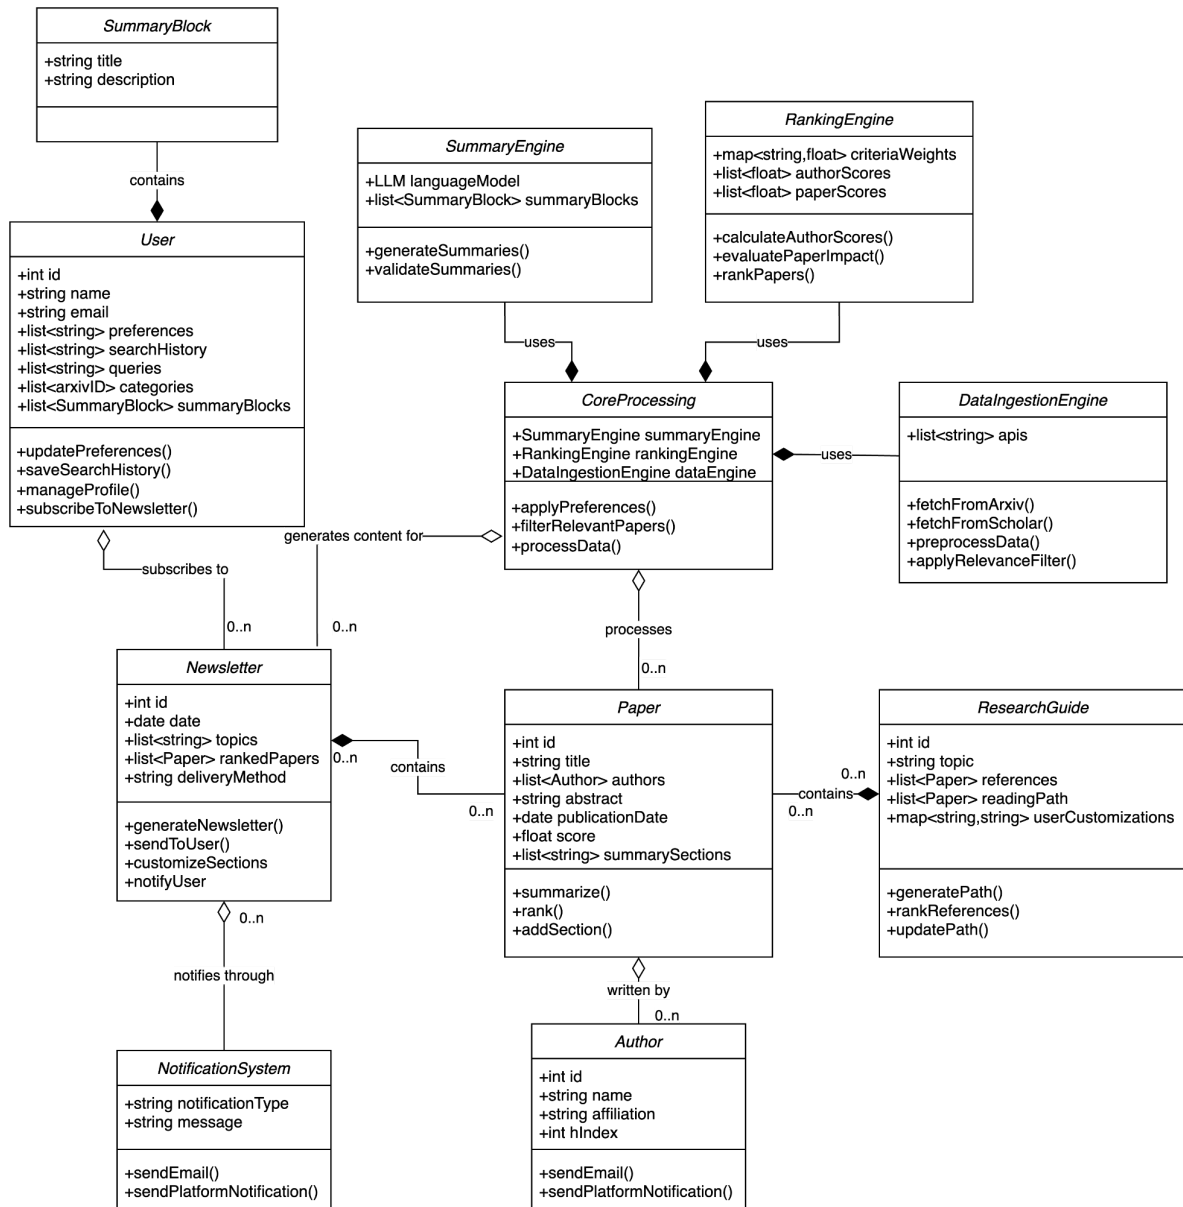 SummaryBlock
+string title
+string description
contains
User
+int id
+string name
+string email
+list<string> preferences
+list<string> searchHistory
+list<string> queries
+list<arxivID> categories
+list<SummaryBlock> summaryBlocks
+updatePreferences()
+saveSearchHistory()
+manageProfile()
+subscribeToNewsletter()
SummaryEngine
+LLM languageModel
+list<SummaryBlock> summaryBlocks
+generateSummaries()
+validateSummaries()
uses
RankingEngine
+map<string,float> criteriaWeights
+list<float> authorScores
+list<float> paperScores
+calculateAuthorScores()
+evaluatePaperImpact()
+rankPapers()
uses
CoreProcessing
+SummaryEngine summaryEngine
+RankingEngine rankingEngine
+DataIngestionEngine dataEngine
+applyPreferences()
+filterRelevantPapers()
+processData()
uses
DataIngestionEngine
+list<string> apis
+fetchFromArxiv()
+fetchFromScholar()
+preprocessData()
+applyRelevanceFilter()
generates content for
subscribes to
0..n
0..n
processes
0..n
Newsletter
+int id
+date date
+list<string> topics
+list<Paper> rankedPapers
+string deliveryMethod
+generateNewsletter()
+sendToUser()
+customizeSections
+notifyUser
0..n
contains
0..n
Paper
+int id
+string title
+list<Author> authors
+string abstract
+date publicationDate
+float score
+list<string> summarySections
+summarize()
+rank()
+addSection()
0..n
contains
0..n
ResearchGuide
+int id
+string topic
+list<Paper> references
+list<Paper> readingPath
+map<string,string> userCustomizations
+generatePath()
+rankReferences()
+updatePath()
0..n
notifies through
written by
0..n
NotificationSystem
+string notificationType
+string message
+sendEmail()
+sendPlatformNotification()
Author
+int id
+string name
+string affiliation
+int hIndex
+sendEmail()
+sendPlatformNotification()